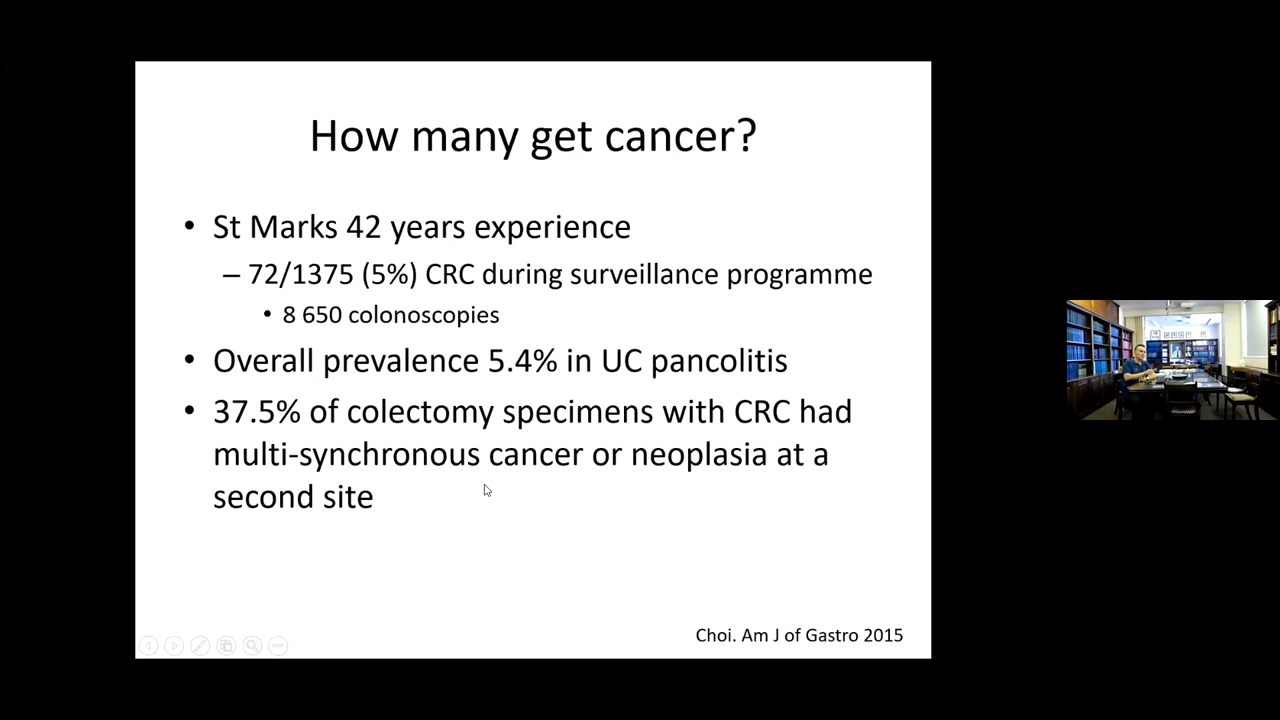 How many get cancer?
• St Marks 42 years experience
– 72/1375 (5%) CRC during surveillance programme
• 8 650 colonoscopies
• Overall prevalence 5.4% in UC pancolitis
• 37.5% of colectomy specimens with CRC had
multi-synchronous cancer or neoplasia at a
second site
Choi. Am J of Gastro 2015